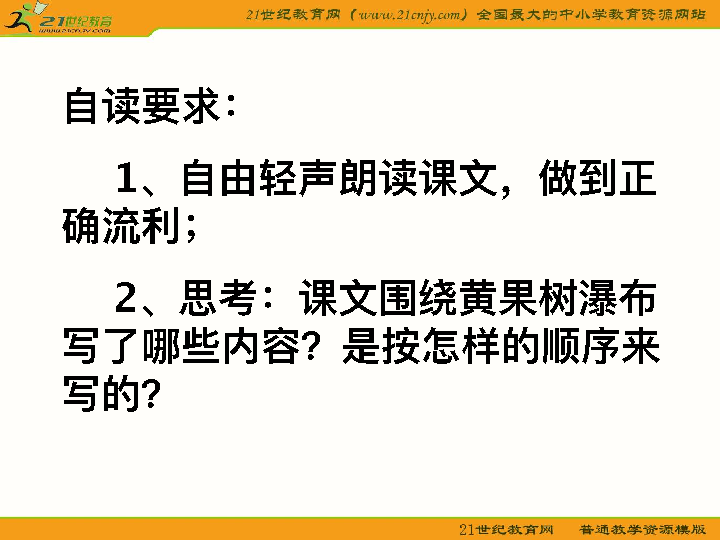 21世纪教育
www.21cnjy.com
21世纪教育网（www.21cnjy.com）全国最大的中小学教育资源网站
自读要求：
1、自由轻声朗读课文，做到正
确流利；
2、思考：课文围绕黄果树瀑布
写了哪些内容？是按怎样的顺序来
写的？
21世纪教育网 普通教学资源模版